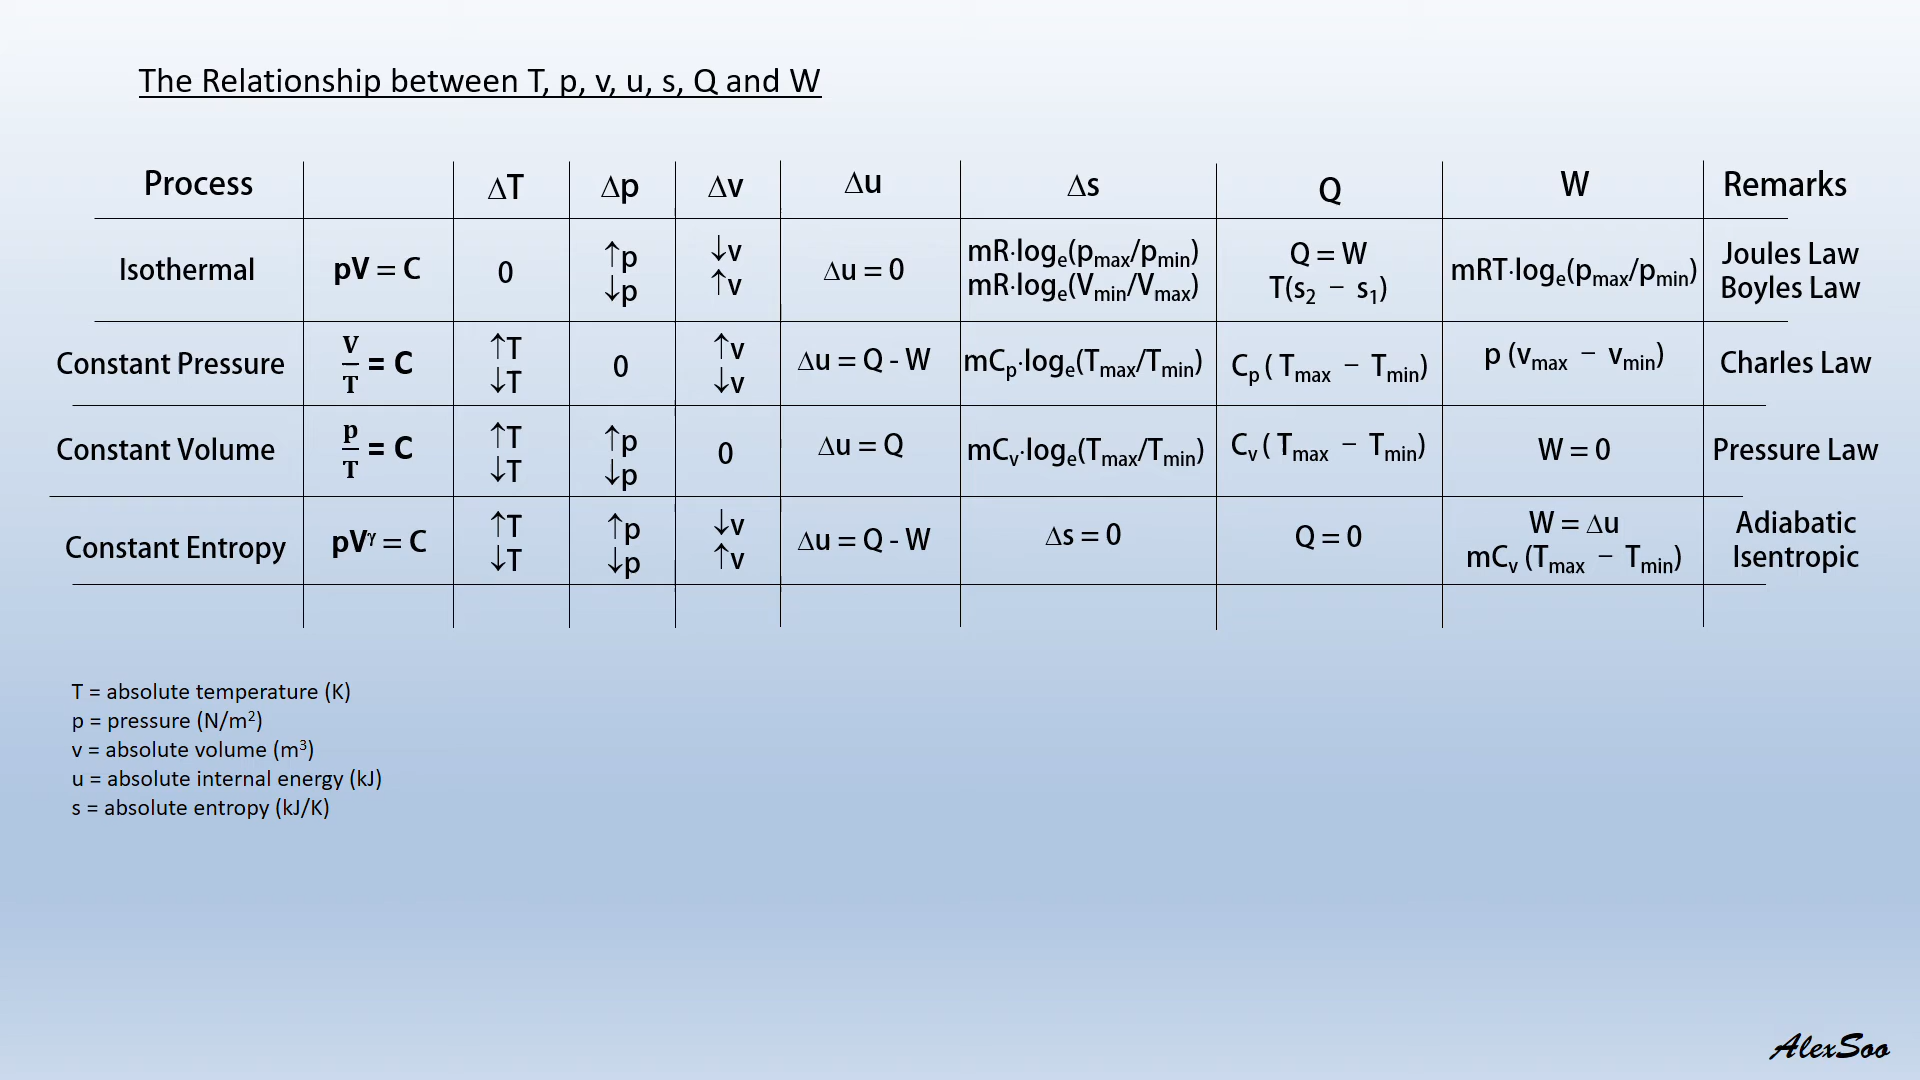 The Relationship between T, p, v, u, s, Q and W
Process ΔT Δp Δv Δu Δs Q W Remarks
Isothermal pV = C 0 ↑p ↓v Δu = 0 mR·logₑ(pmax/pmin) Q = W mRT·logₑ(pmax/pmin) Joules Law
↓p ↑v mR·logₑ(Vmin/Vmax) T(s₂ − s₁) Boyles Law
Constant Pressure V/T = C ↑T 0 ↑v Δu = Q - W mCp·logₑ(Tmax/Tmin) Cp ( Tmax − Tmin) p (vmax − vmin) Charles Law
↓T ↓v
Constant Volume p/T = C ↑T ↑p 0 Δu = Q mCv·logₑ(Tmax/Tmin) Cv ( Tmax − Tmin) W = 0 Pressure Law
↓T ↓p
Constant Entropy pVᵞ = C ↑T ↑p ↓v Δu = Q - W Δs = 0 Q = 0 W = Δu Adiabatic
↓T ↓p ↑v mCv (Tmax − Tmin) Isentropic
T = absolute temperature (K)
p = pressure (N/m²)
v = absolute volume (m³)
u = absolute internal energy (kJ)
s = absolute entropy (kJ/K)
AlexSoo